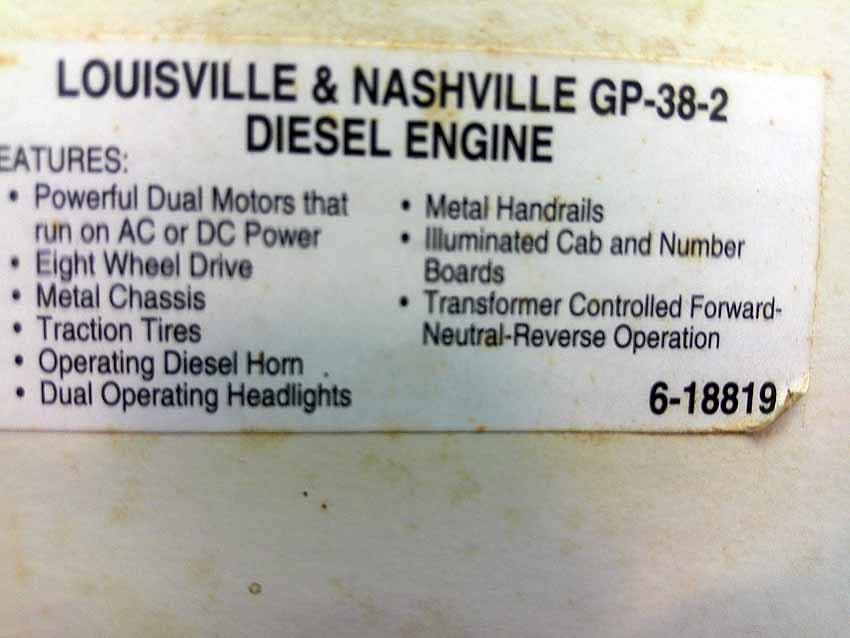 LOUISVILLE & NASHVILLE GP-38-2
DIESEL ENGINE
EATURES:
• Powerful Dual Motors that
run on AC or DC Power
• Eight Wheel Drive
• Metal Chassis
• Traction Tires
• Operating Diesel Horn
• Dual Operating Headlights
• Metal Handrails
• Illuminated Cab and Number
Boards
• Transformer Controlled Forward-
Neutral-Reverse Operation
6-18819